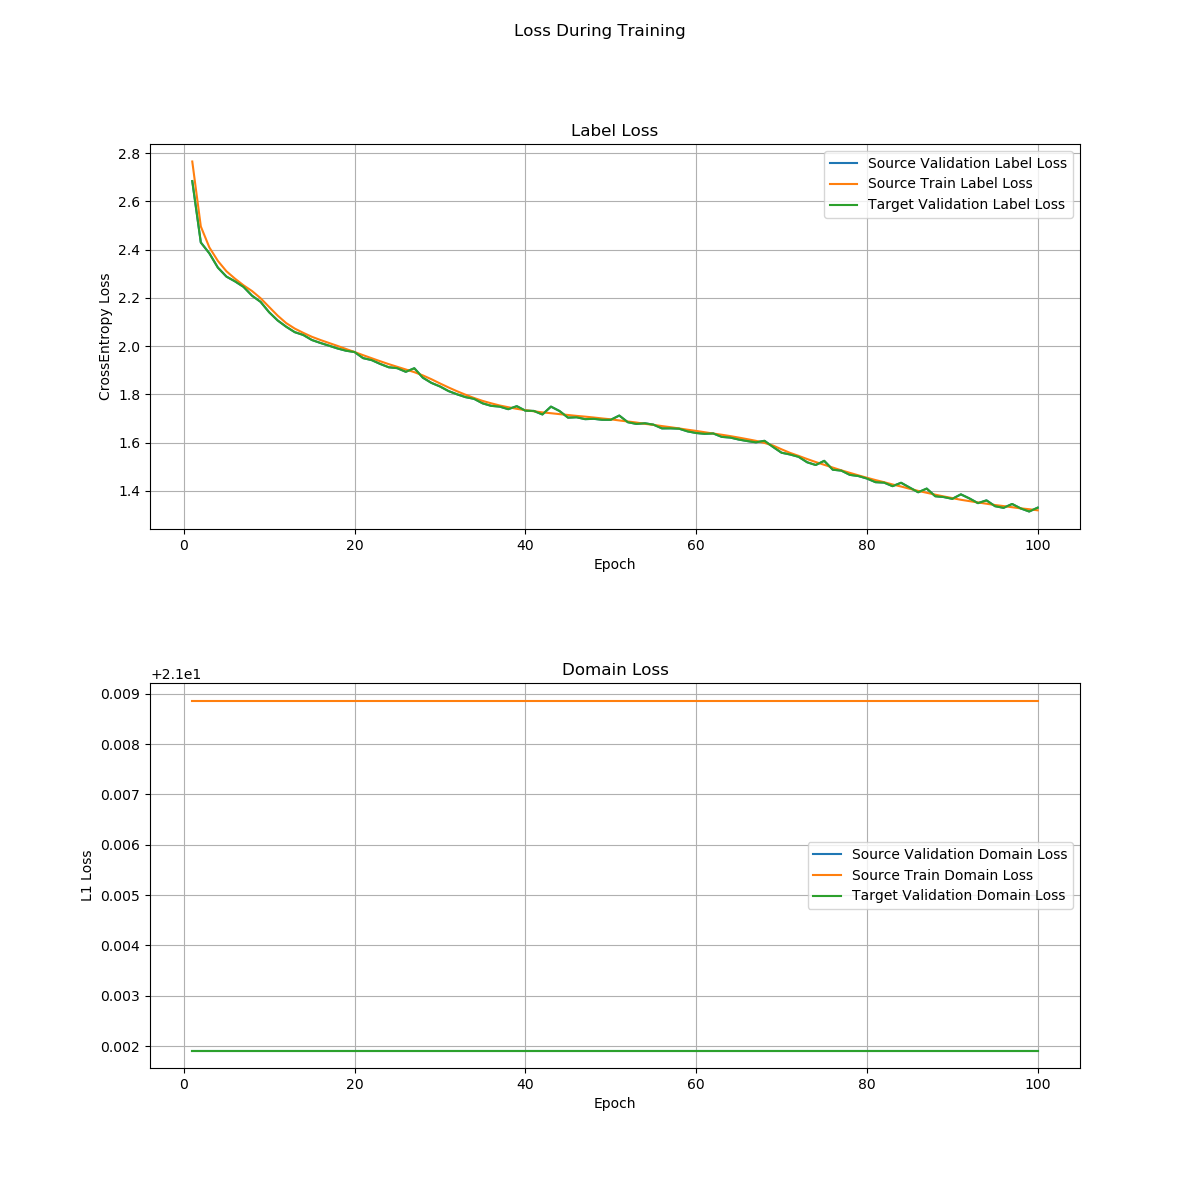 Loss During Training
Label Loss
2.8
2.6
2.4
2.2
2.0
1.8
1.6
1.4
CrossEntropy Loss
Source Validation Label Loss
Source Train Label Loss
Target Validation Label Loss
0 20 40 60 80 100
Epoch
Domain Loss
+2.1e1
0.009
0.008
0.007
0.006
0.005
0.004
0.003
0.002
L1 Loss
Source Validation Domain Loss
Source Train Domain Loss
Target Validation Domain Loss
0 20 40 60 80 100
Epoch